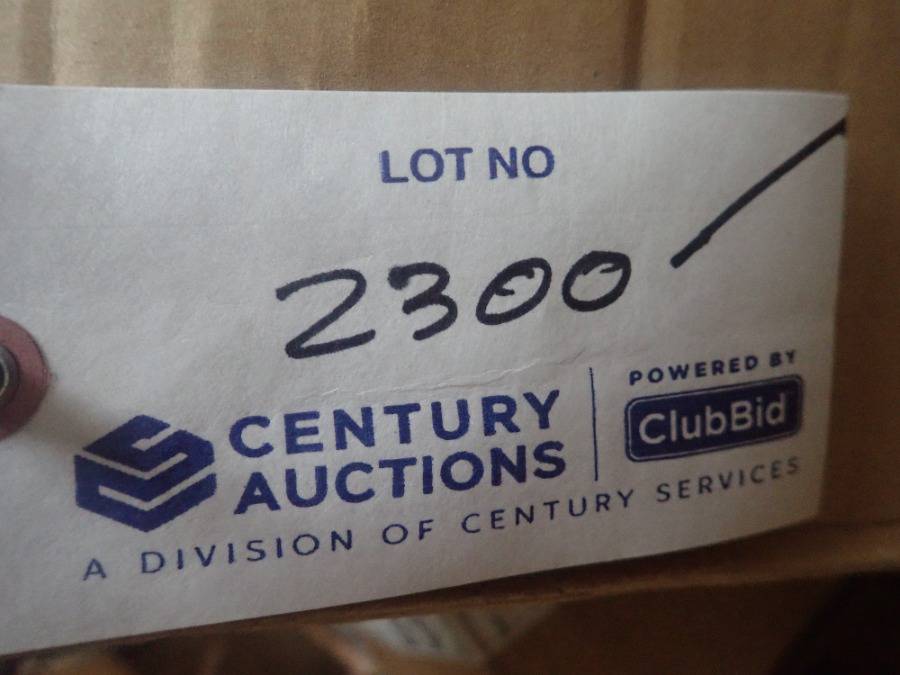 LOT NO
2300
CENTURY
AUCTIONS
POWERED BY
ClubBid
A DIVISION OF CENTURY SERVICES